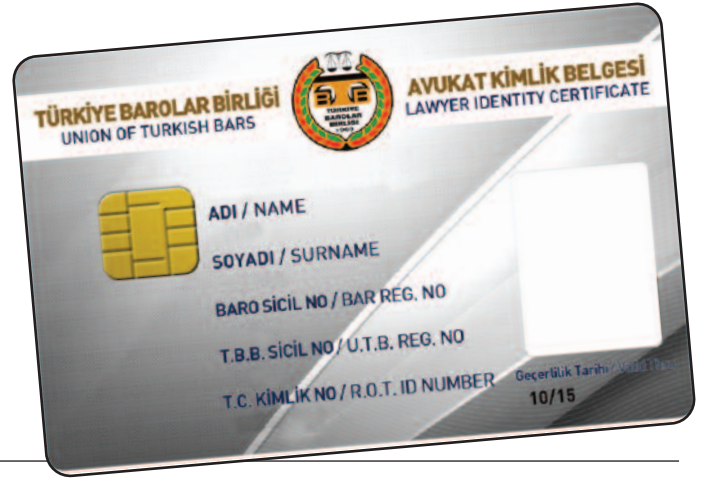 TÜRKİYE BAROLAR BİRLİĞİ
UNION OF TURKISH BARS
TÜRKİYE
BAROLAR
BİRLİĞİ
1969
AVUKAT KİMLİK BELGESİ
LAWYER IDENTITY CERTIFICATE
ADI / NAME
SOYADI / SURNAME
BARO SİCİL NO / BAR REG. NO
T.B.B. SİCİL NO / U.T.B. REG. NO
T.C. KİMLİK NO / R.O.T. ID NUMBER
Geçerlilik Tarihi /
10/15